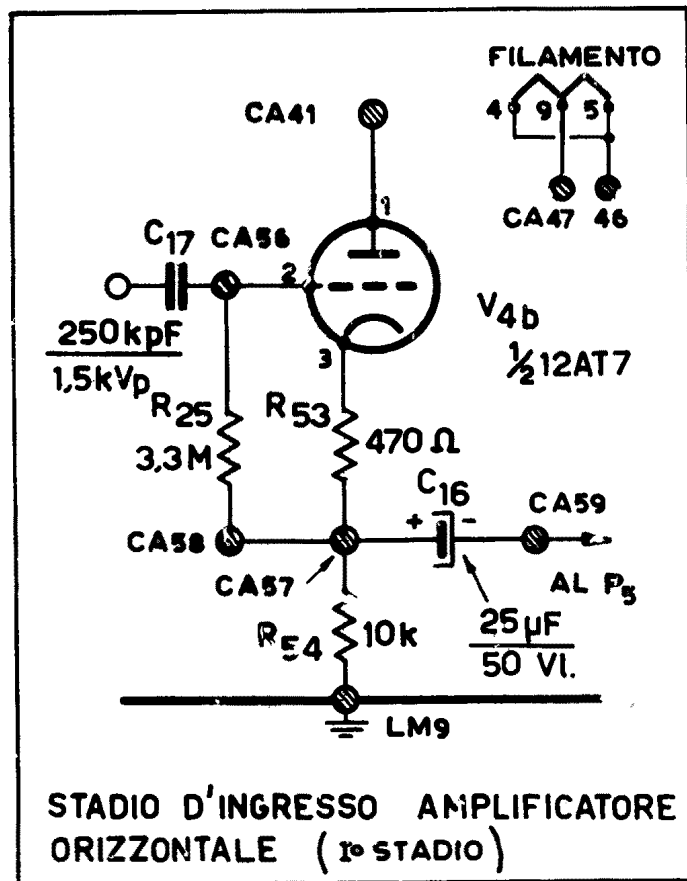 FILAMENTO
CA41
4 9 5
1
CA47 46
C17 CA56
2
250kpF
1,5kVp
V4b
½12AT7
3
R25 R53
3,3M 470 Ω
C16
+ -
CA59
CA58
CA57
AL P5
R54 10k
25µF
50 Vl.
LM9
STADIO D'INGRESSO AMPLIFICATORE
ORIZZONTALE (Iº STADIO)